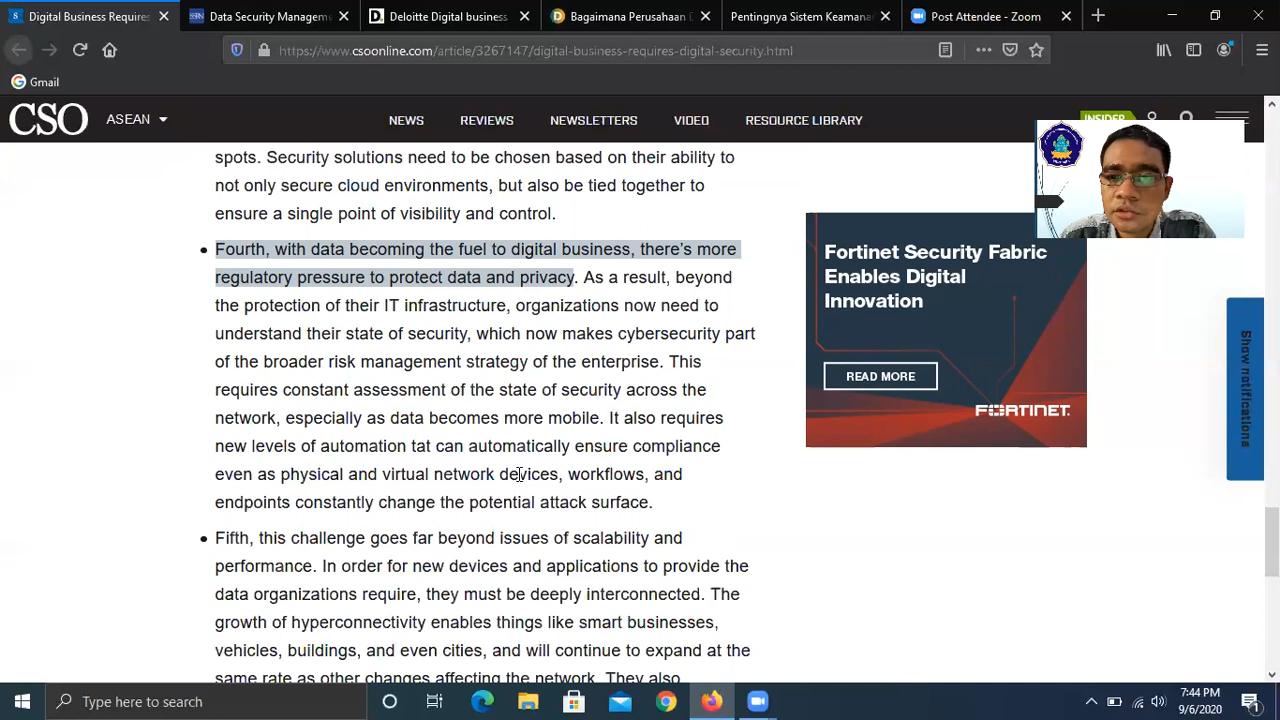 Digital Business Requires
Data Security Managem
Deloitte Digital business
Bagaimana Perusahaan D
Pentingnya Sistem Keamana
Post Attendee - Zoom
https://www.csoonline.com/article/3267147/digital-business-requires-digital-security.html
Gmail
CSO
ASEAN
NEWS
REVIEWS
NEWSLETTERS
VIDEO
RESOURCE LIBRARY
INSIDER
spots. Security solutions need to be chosen based on their ability to
not only secure cloud environments, but also be tied together to
ensure a single point of visibility and control.
Fourth, with data becoming the fuel to digital business, there's more
regulatory pressure to protect data and privacy. As a result, beyond
the protection of their IT infrastructure, organizations now need to
understand their state of security, which now makes cybersecurity part
of the broader risk management strategy of the enterprise. This
requires constant assessment of the state of security across the
network, especially as data becomes more mobile. It also requires
new levels of automation tat can automatically ensure compliance
even as physical and virtual network devices, workflows, and
endpoints constantly change the potential attack surface.
Fifth, this challenge goes far beyond issues of scalability and
performance. In order for new devices and applications to provide the
data organizations require, they must be deeply interconnected. The
growth of hyperconnectivity enables things like smart businesses,
vehicles, buildings, and even cities, and will continue to expand at the
same rate as other changes affecting the network. They also
Fortinet Security Fabric
Enables Digital
Innovation
READ MORE
FORTINET
Show notifications
Type here to search
7:44 PM
9/6/2020